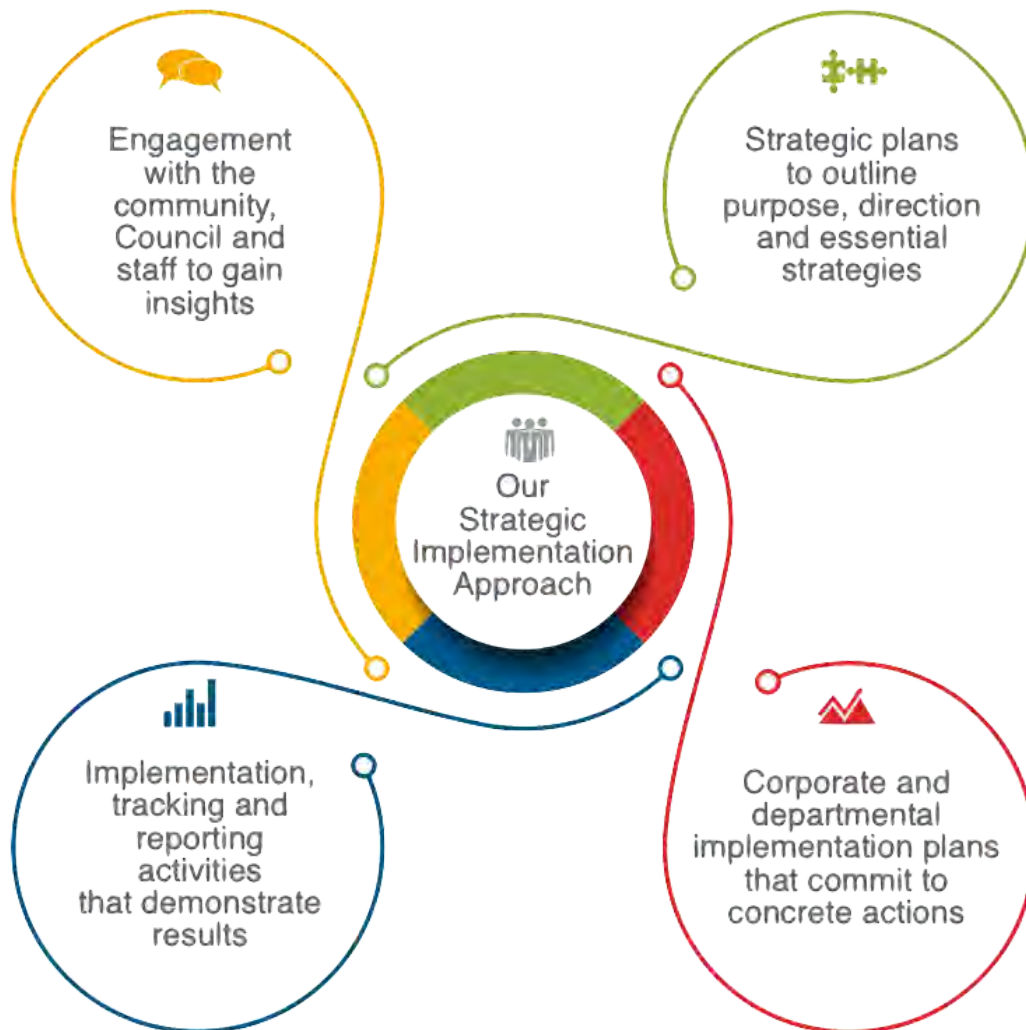 Engagement
with the
community,
Council and
staff to gain
insights
Strategic plans
to outline
purpose, direction
and essential
strategies
Our
Strategic
Implementation
Approach
Implementation,
tracking and
reporting
activities
that demonstrate
results
Corporate and
departmental
implementation plans
that commit to
concrete actions